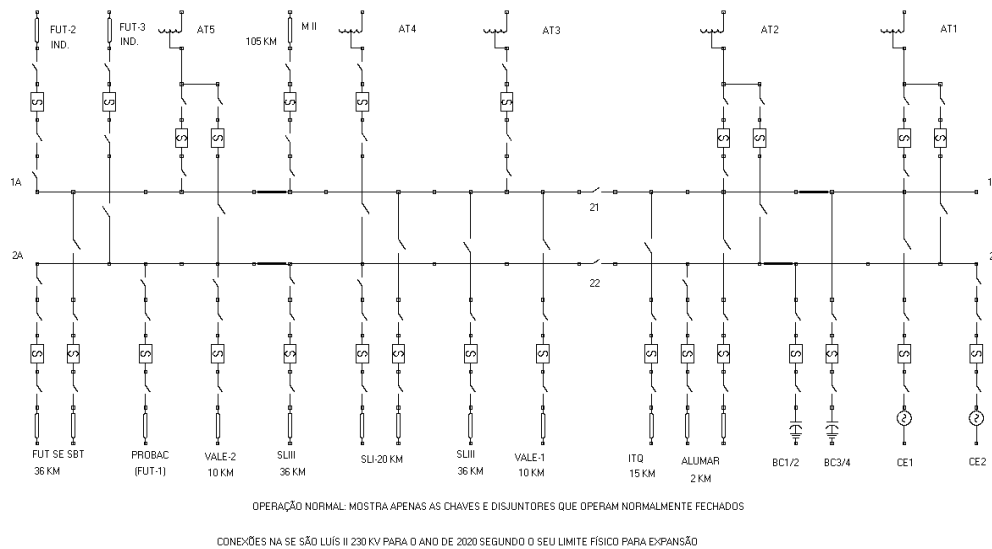 FUT-2
IND.
FUT-3
IND.
AT5
105 KM
M II
AT4
AT3
AT2
AT1
1A
1
21
2A
2
22
FUT SE SBT
36 KM
PROBAC
(FUT-1)
VALE-2
10 KM
SLIII
36 KM
SLI-20 KM
SLIII
36 KM
VALE-1
10 KM
ITQ
15 KM
ALUMAR
2 KM
BC1/2
BC3/4
CE1
CE2
S S S S S S S S S S S
S S S S S S S S S S S S S S S
OPERAÇÃO NORMAL: MOSTRA APENAS AS CHAVES E DISJUNTORES QUE OPERAM NORMALMENTE FECHADOS
CONEXÕES NA SE SÃO LUÍS II 230 KV PARA O ANO DE 2020 SEGUNDO O SEU LIMITE FÍSICO PARA EXPANSÃO